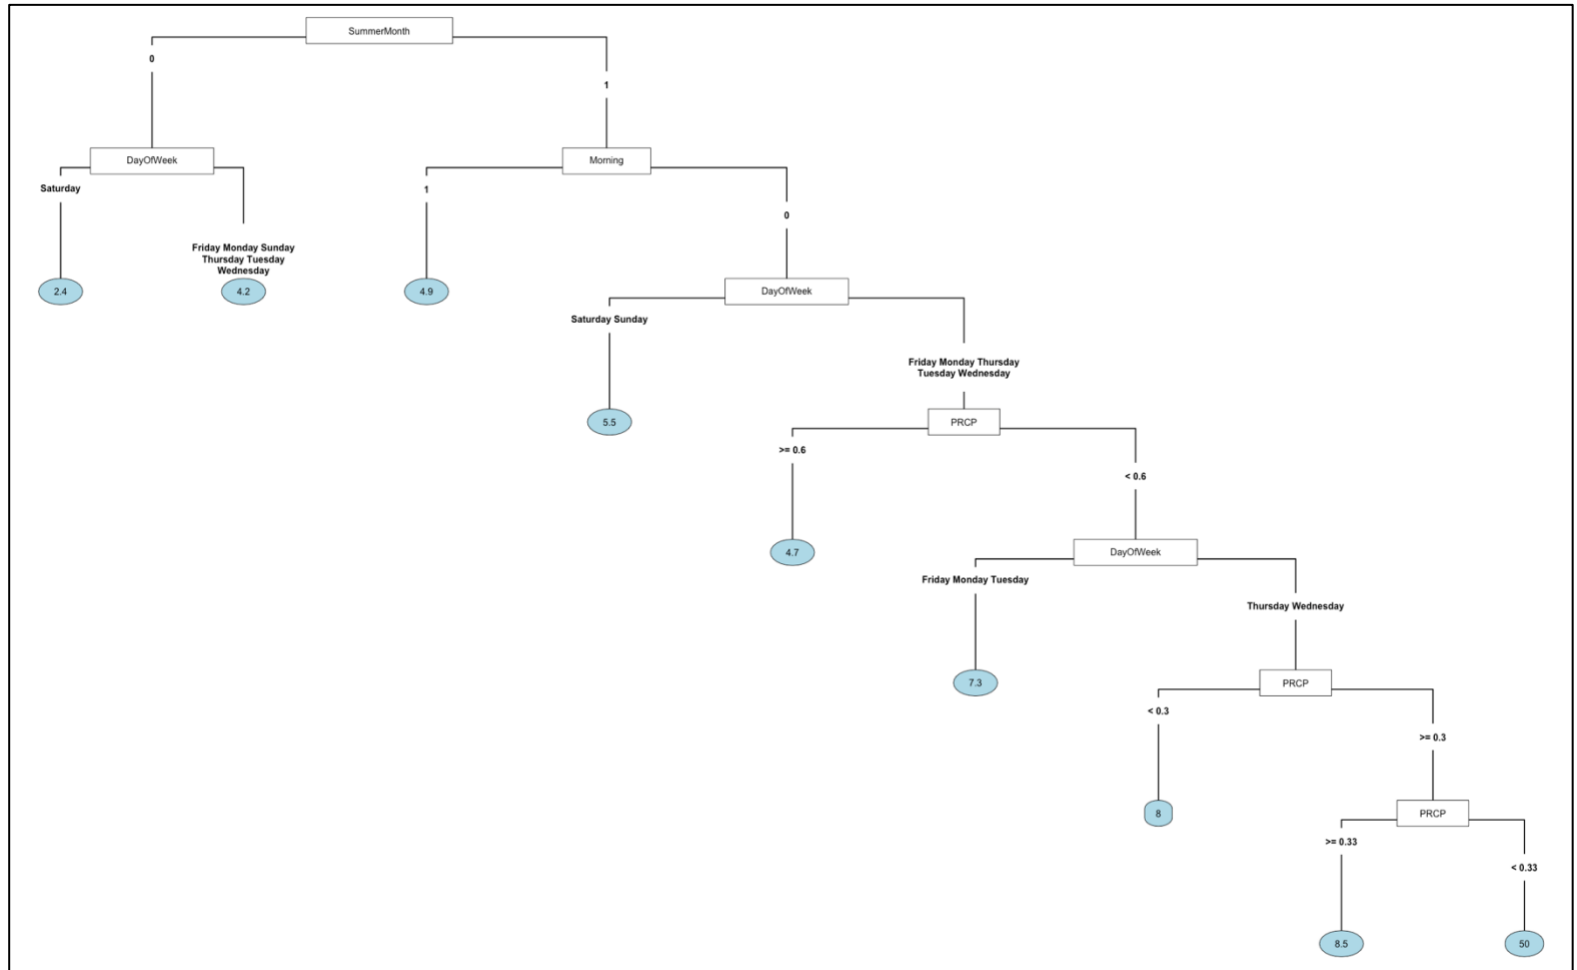 SummerMonth
0
1
DayOfWeek
Morning
Saturday
1
0
Friday Monday Sunday
Thursday Tuesday
Wednesday
2.4
4.2
4.9
DayOfWeek
Saturday Sunday
Friday Monday Thursday
Tuesday Wednesday
5.5
PRCP
>= 0.6
< 0.6
4.7
DayOfWeek
Friday Monday Tuesday
Thursday Wednesday
7.3
PRCP
< 0.3
>= 0.3
8
PRCP
>= 0.33
< 0.33
8.5
50